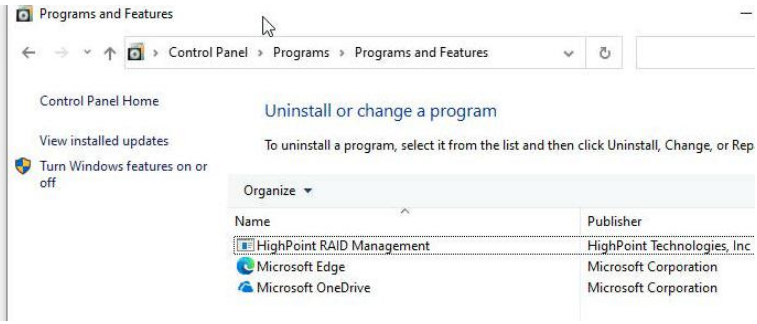 Programs and Features
Control Panel > Programs > Programs and Features
Control Panel Home
View installed updates
Turn Windows features on or
off
Uninstall or change a program
To uninstall a program, select it from the list and then click Uninstall, Change, or Rep
Organize
Name Publisher
HighPoint RAID Management HighPoint Technologies, Inc
Microsoft Edge Microsoft Corporation
Microsoft OneDrive Microsoft Corporation